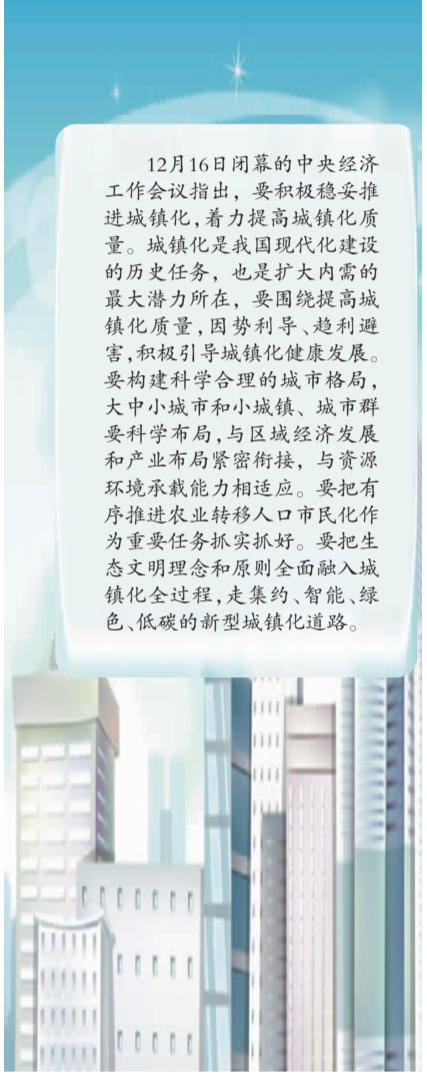 12月16日闭幕的中央经济
工作会议指出，要积极稳妥推
进城镇化，着力提高城镇化质
量。城镇化是我国现代化建设
的历史任务，也是扩大内需的
最大潜力所在，要围绕提高城
镇化质量，因势利导、趋利避
害，积极引导城镇化健康发展。
要构建科学合理的城市格局，
大中小城市和小城镇、城市群
要科学布局，与区域经济发展
和产业布局紧密衔接，与资源
环境承载能力相适应。要把有
序推进农业转移人口市民化作
为重要任务抓实抓好。要把生
态文明理念和原则全面融入城
镇化全过程，走集约、智能、绿
色、低碳的新型城镇化道路。